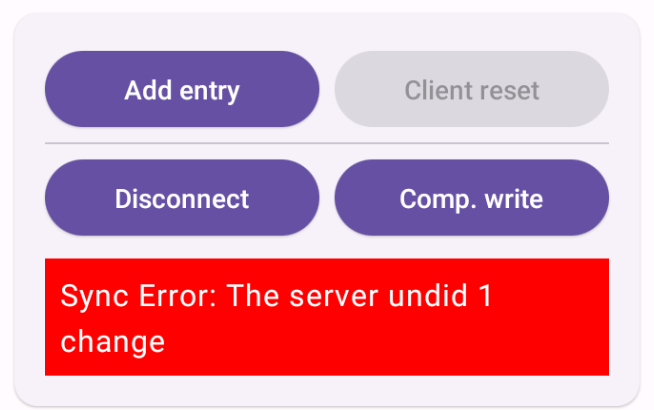 Add entry
Client reset
Disconnect
Comp. write
Sync Error: The server undid 1
change